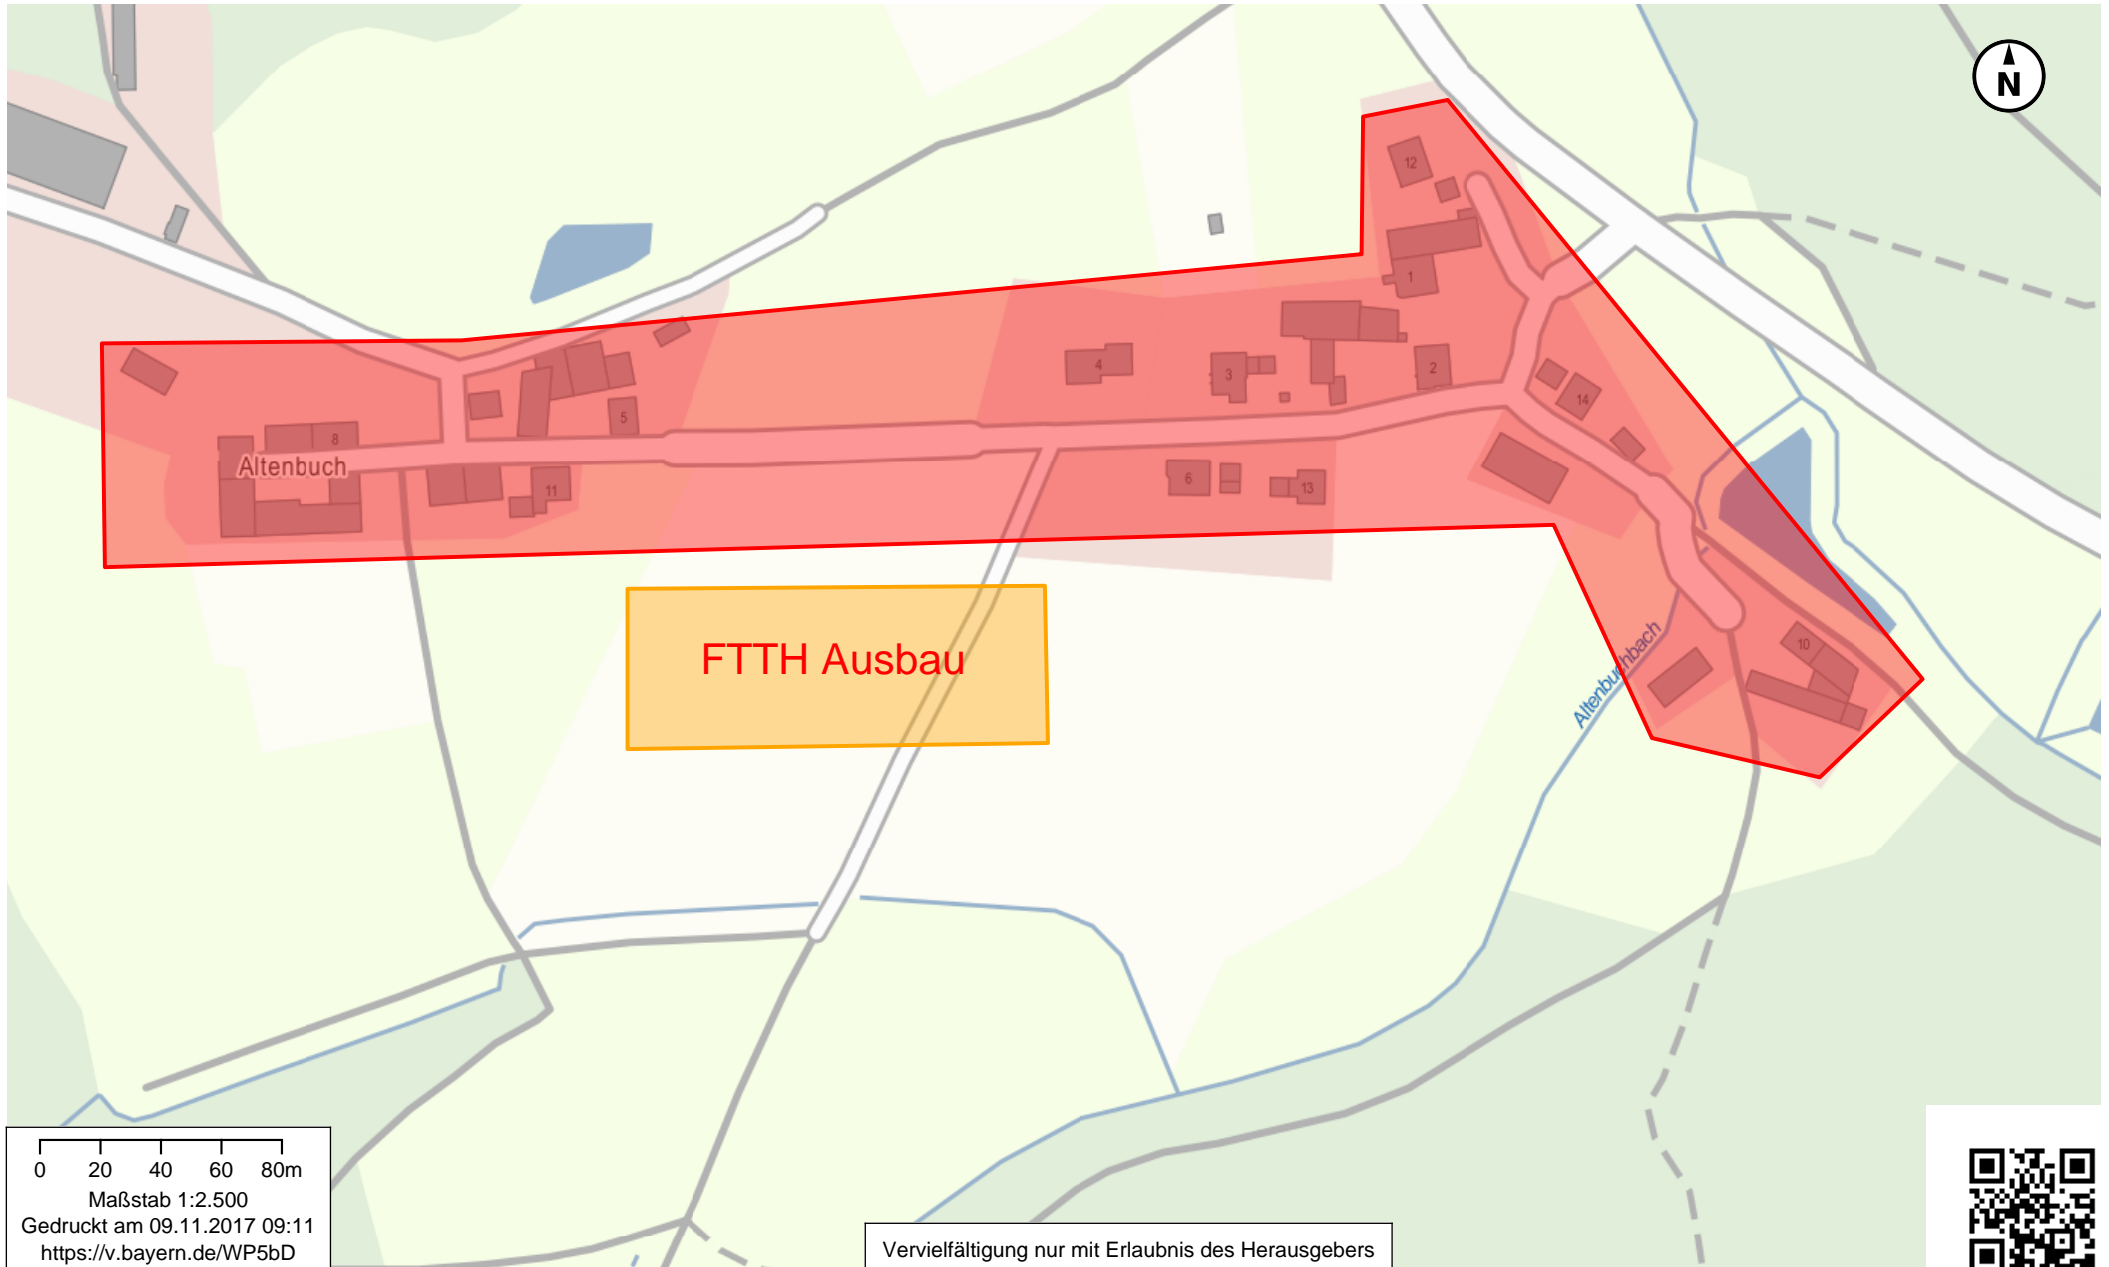 N
12
1
4
3
2
14
5
8
Altenbuch
11
6
13
FTTH Ausbau
10
Altenbuchbach
0 20 40 60 80m
Maßstab 1:2.500
Gedruckt am 09.11.2017 09:11
https://v.bayern.de/WP5bD
Vervielfältigung nur mit Erlaubnis des Herausgebers